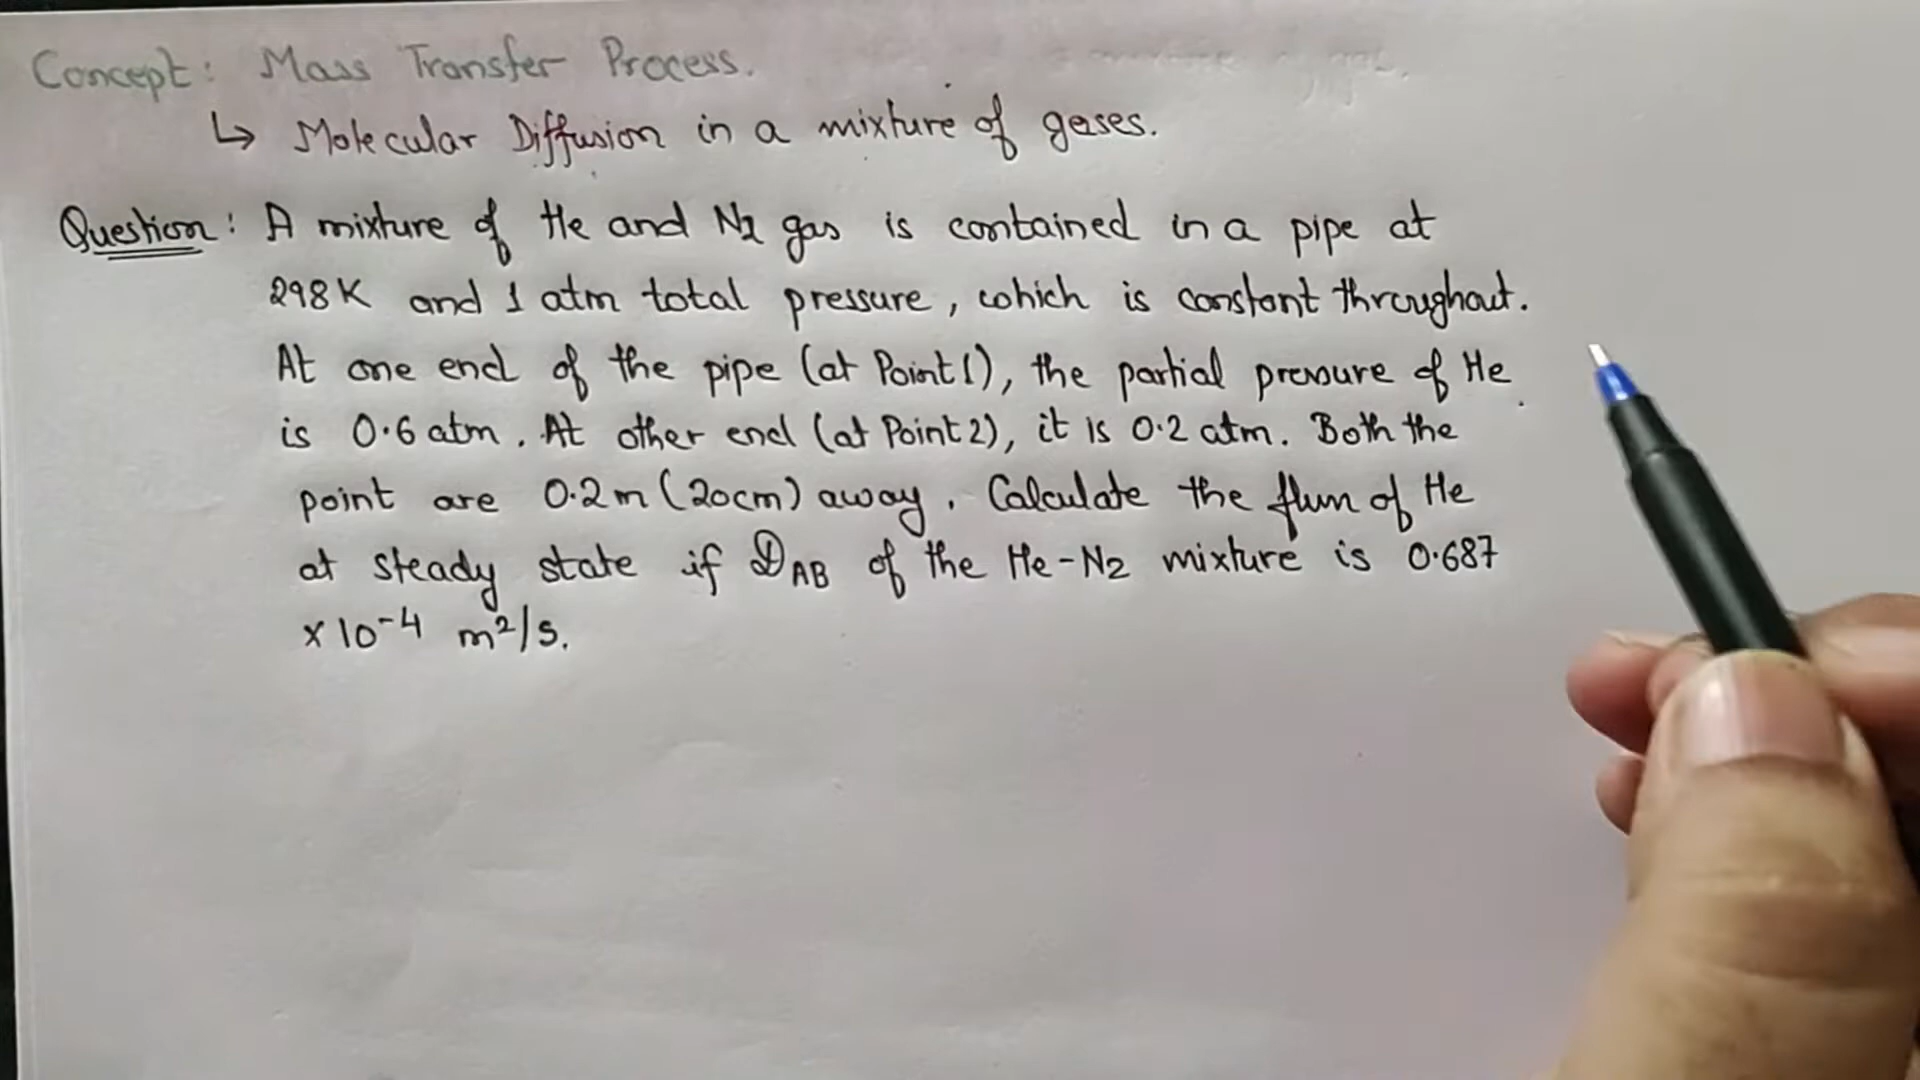 Concept: Mass Transfer Process.
↳ Molecular Diffusion in a mixture of gases.
Question: A mixture of He and N2 gas is contained in a pipe at
298K and 1 atm total pressure, which is constant throughout.
At one end of the pipe (at Point 1), the partial pressure of He
is 0.6 atm. At other end (at Point 2), it is 0.2 atm. Both the
point are 0.2 m (20cm) away. Calculate the flux of He
at steady state if DAB of the He-N2 mixture is 0.687
x 10-4 m2/s.